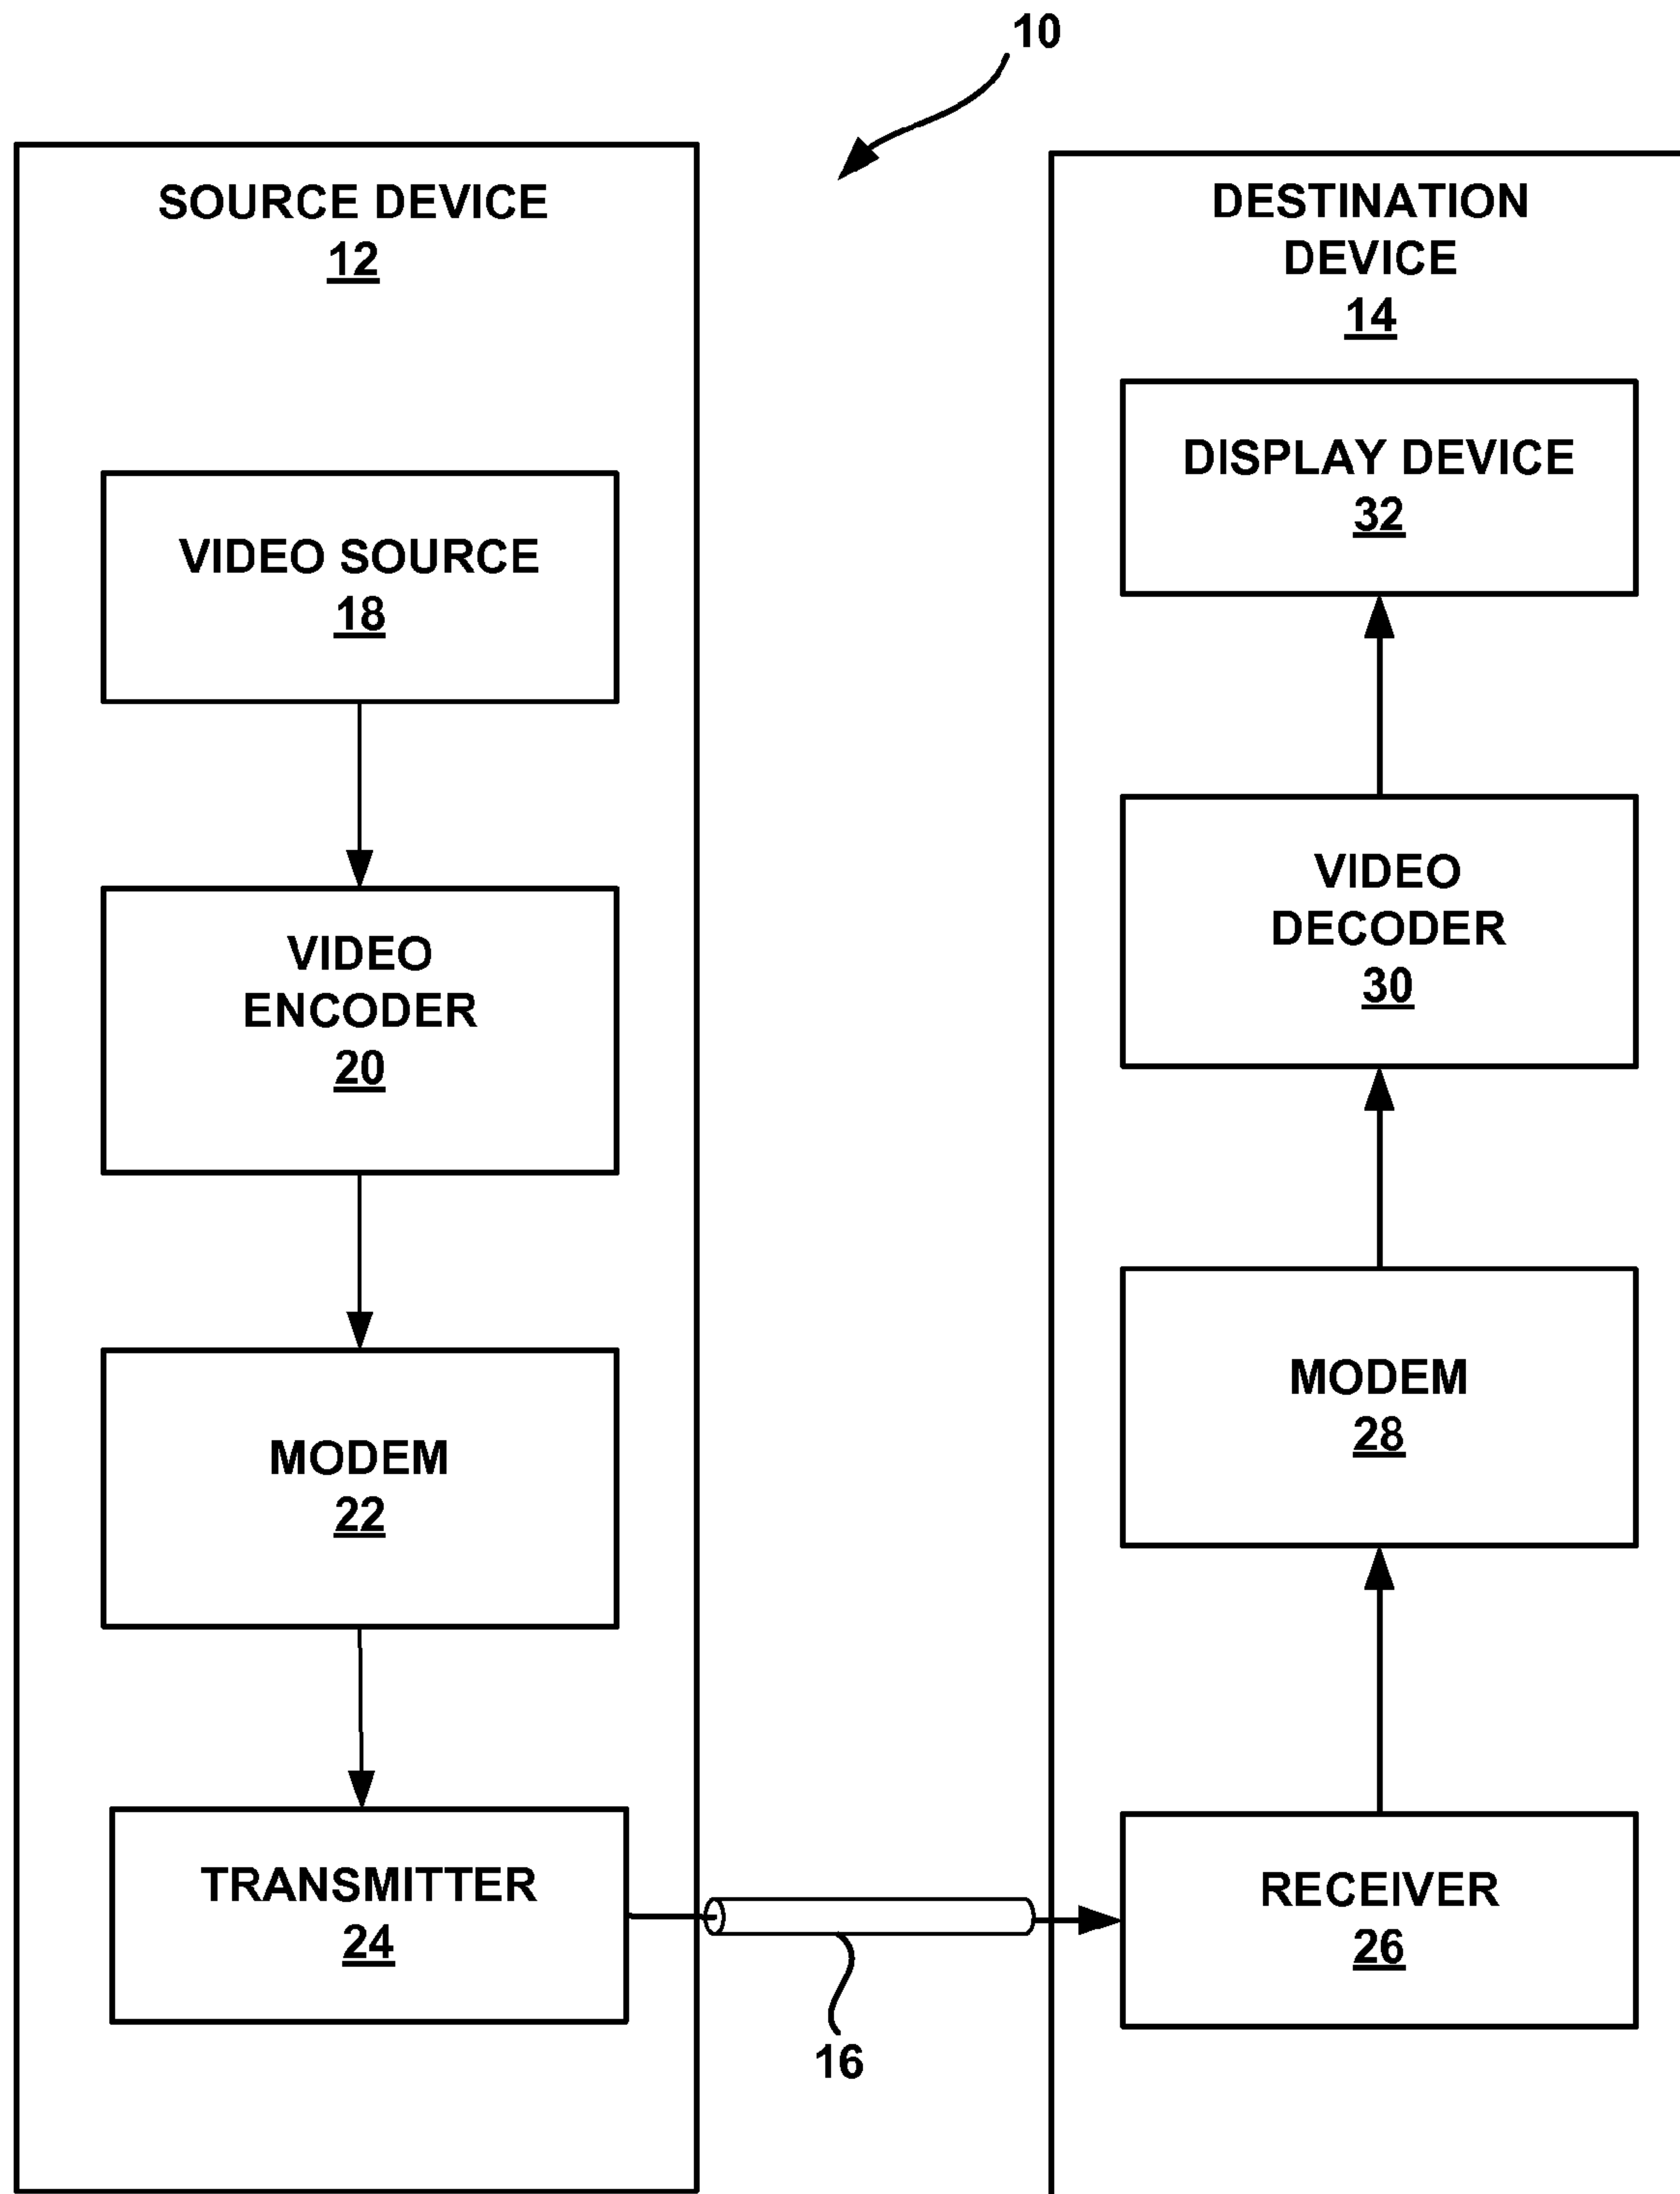 10
SOURCE DEVICE
12
VIDEO SOURCE
18
VIDEO
ENCODER
20
MODEM
22
TRANSMITTER
24
16
DESTINATION
DEVICE
14
DISPLAY DEVICE
32
VIDEO
DECODER
30
MODEM
28
RECEIVER
26